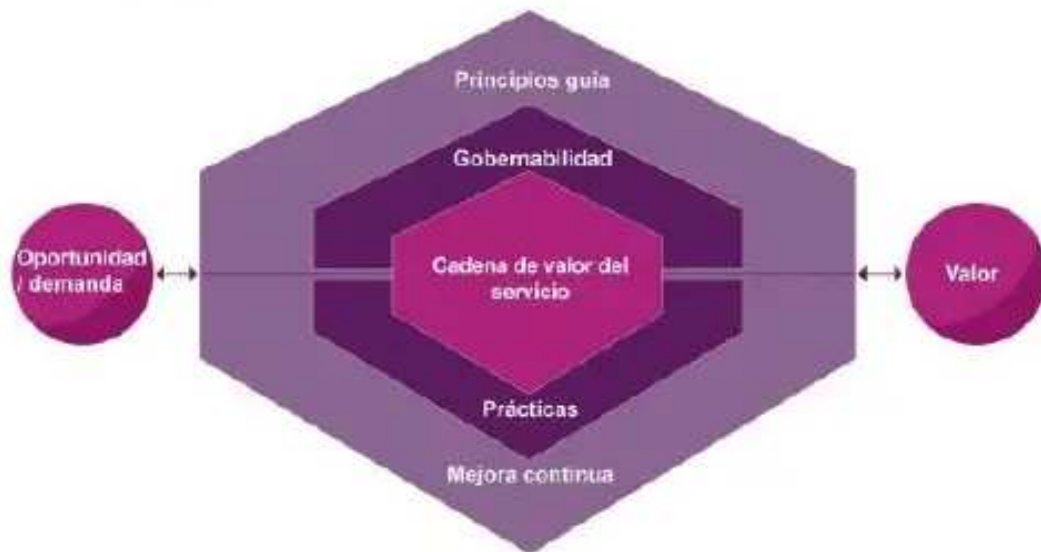 Principios guía
Gobernabilidad
Oportunidad
/ demanda
Cadena de valor del
servicio
Valor
Prácticas
Mejora continua